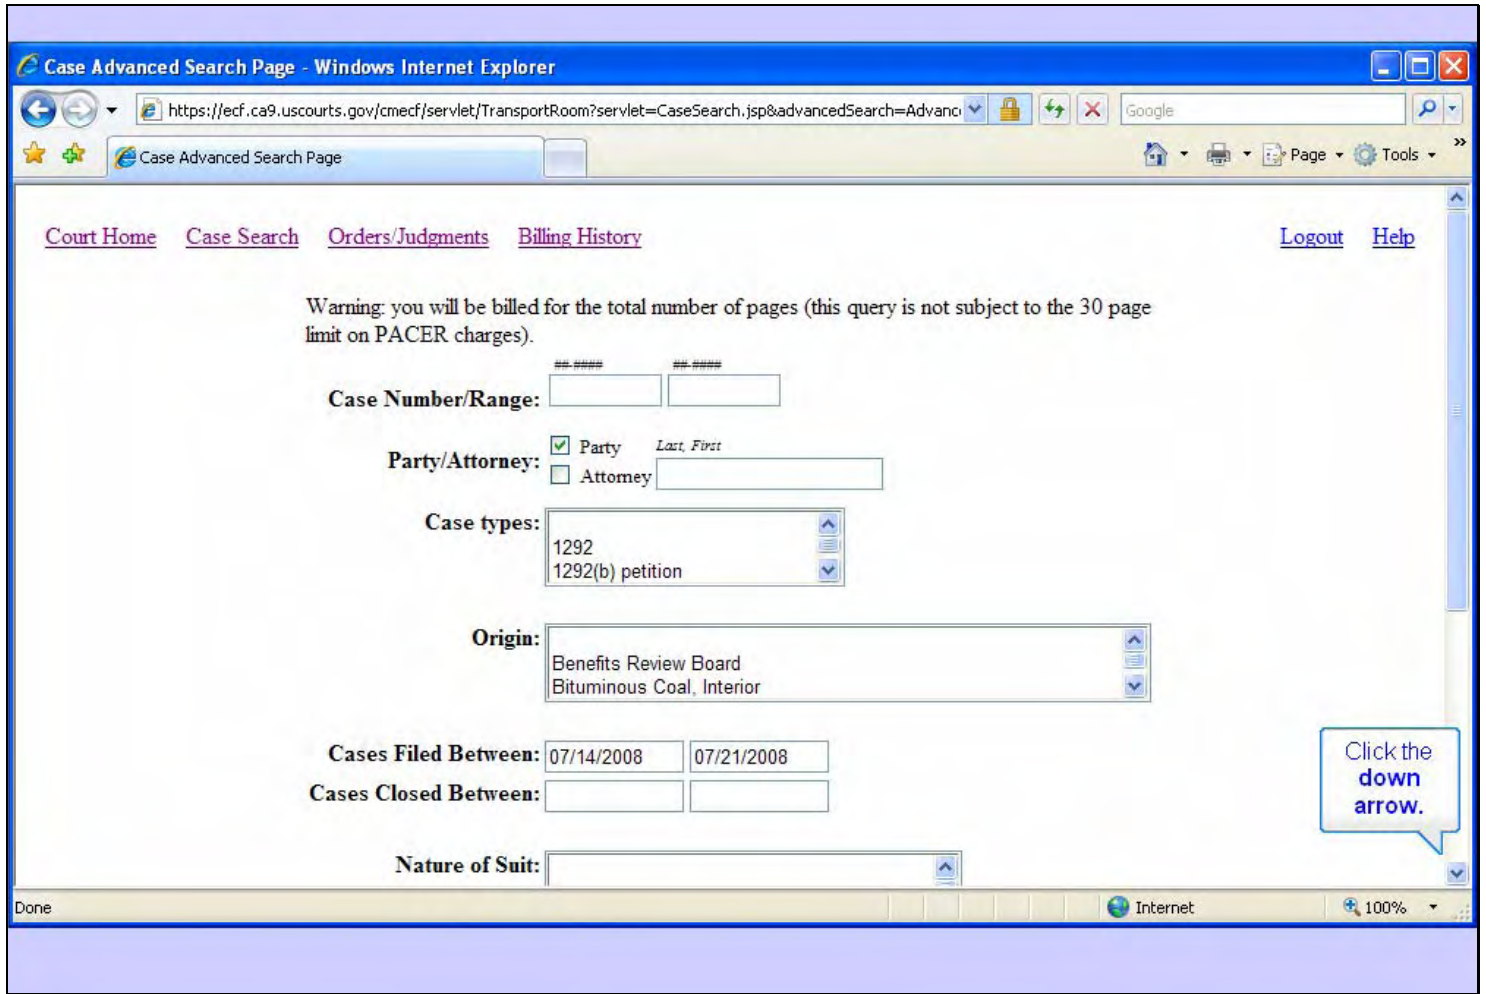 Case Advanced Search Page - Windows Internet Explorer
https://ecf.ca9.uscourts.gov/cmecf/servlet/TransportRoom?servlet=CaseSearch.jsp&advancedSearch=Advanc
Google
Case Advanced Search Page
Page
Tools
Court Home Case Search Orders/Judgments Billing History Logout Help
Warning: you will be billed for the total number of pages (this query is not subject to the 30 page
limit on PACER charges).
##-#### ##-####
Case Number/Range:
Party/Attorney:
Party Last, First
Attorney
Case types:
1292
1292(b) petition
Origin:
Benefits Review Board
Bituminous Coal, Interior
Cases Filed Between: 07/14/2008 07/21/2008
Cases Closed Between:
Click the
down
arrow.
Nature of Suit:
Done Internet 100%